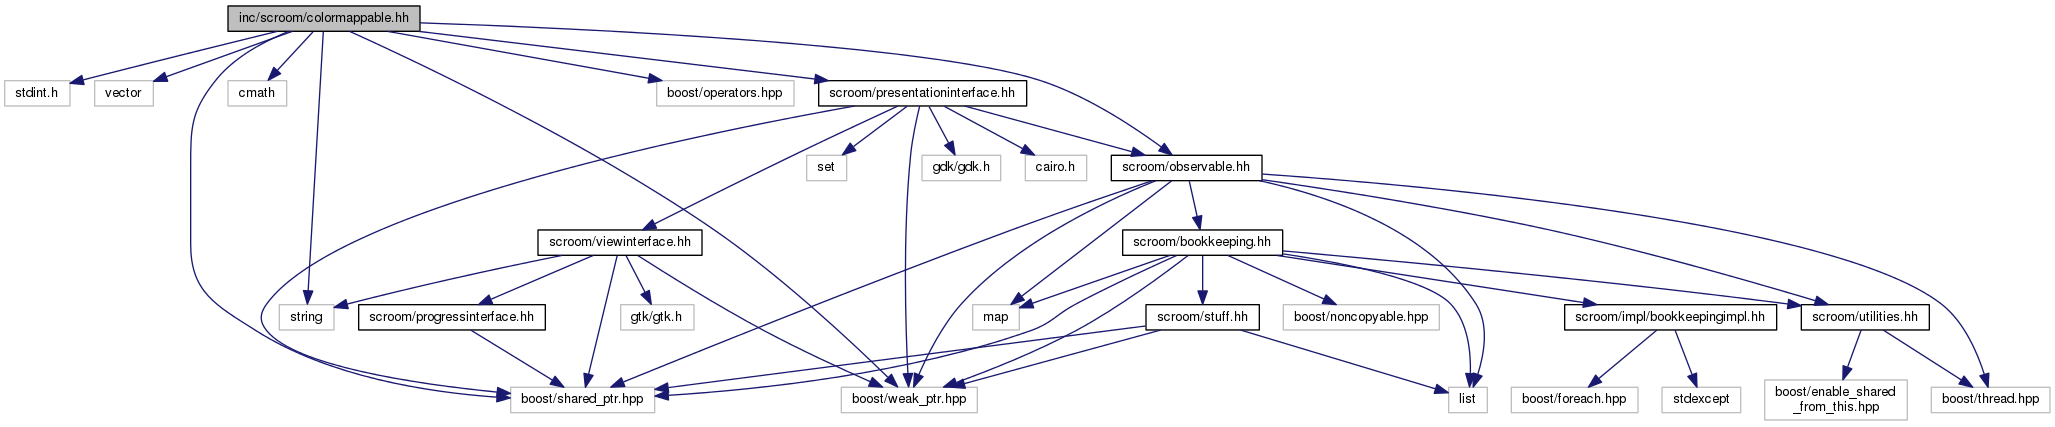 inc/scroom/colormappable.hh
stdint.h
vector
cmath
boost/operators.hpp
scroom/presentationinterface.hh
set
gdk/gdk.h
cairo.h
scroom/observable.hh
scroom/viewinterface.hh
scroom/bookkeeping.hh
string
scroom/progressinterface.hh
gtk/gtk.h
map
scroom/stuff.hh
boost/noncopyable.hpp
scroom/impl/bookkeepingimpl.hh
scroom/utilities.hh
boost/shared_ptr.hpp
boost/weak_ptr.hpp
list
boost/foreach.hpp
stdexcept
boost/enable_shared
_from_this.hpp
boost/thread.hpp